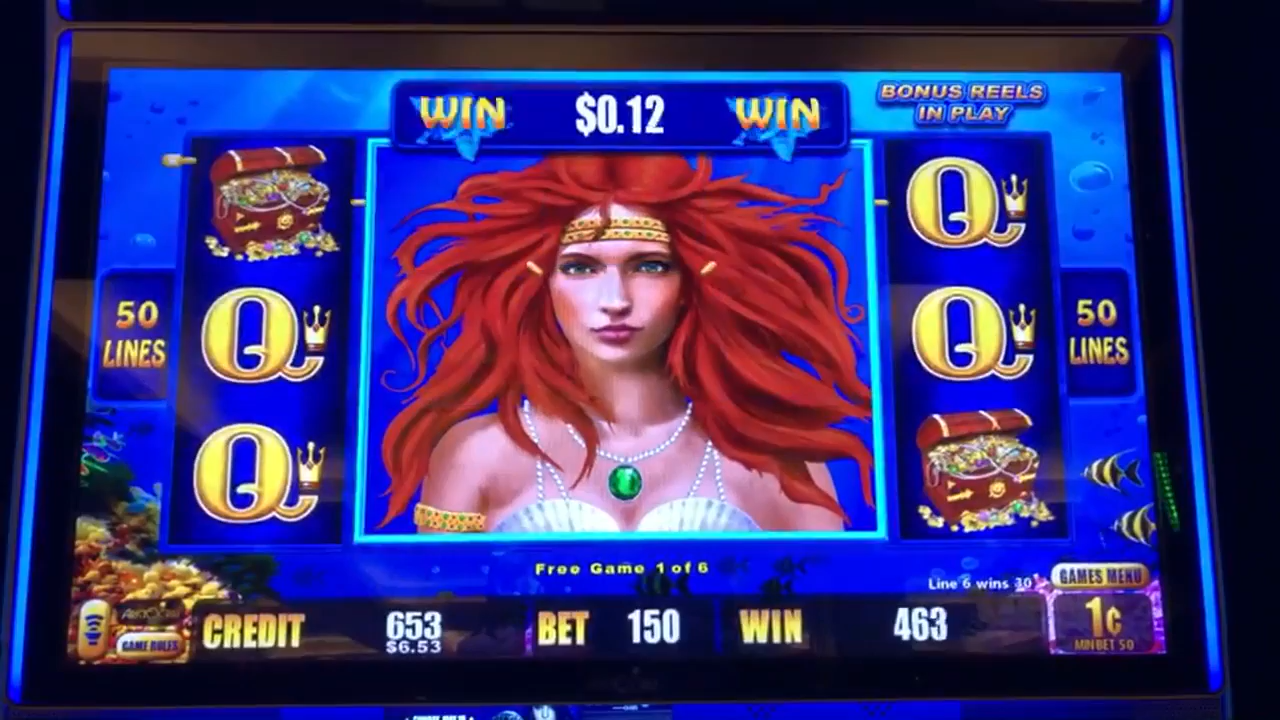 WIN $0.12 WIN
BONUS REELS
IN PLAY
Q
Q
Q
Q
50
LINES
50
LINES
Free Game 1 of 6
Line 6 wins 30
GAMES MENU
CREDIT 653 BET 150 WIN 463
$6.53
GAME RULES
1¢
MIN BET 50